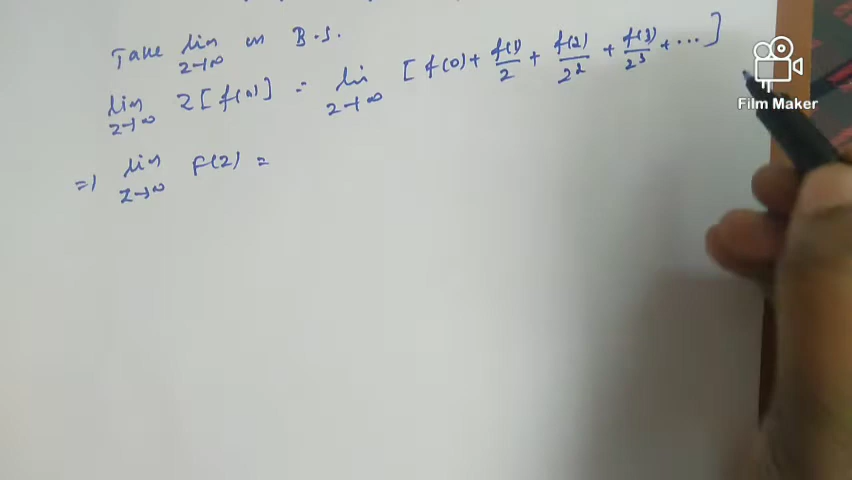 Take lim z→∞ on B.S.
lim z→∞ Z[f(n)] = lim z→∞ [f(0) + f(1)/z + f(2)/z² + f(3)/z³ + ...]
=) lim z→∞ F(z) =
Film Maker